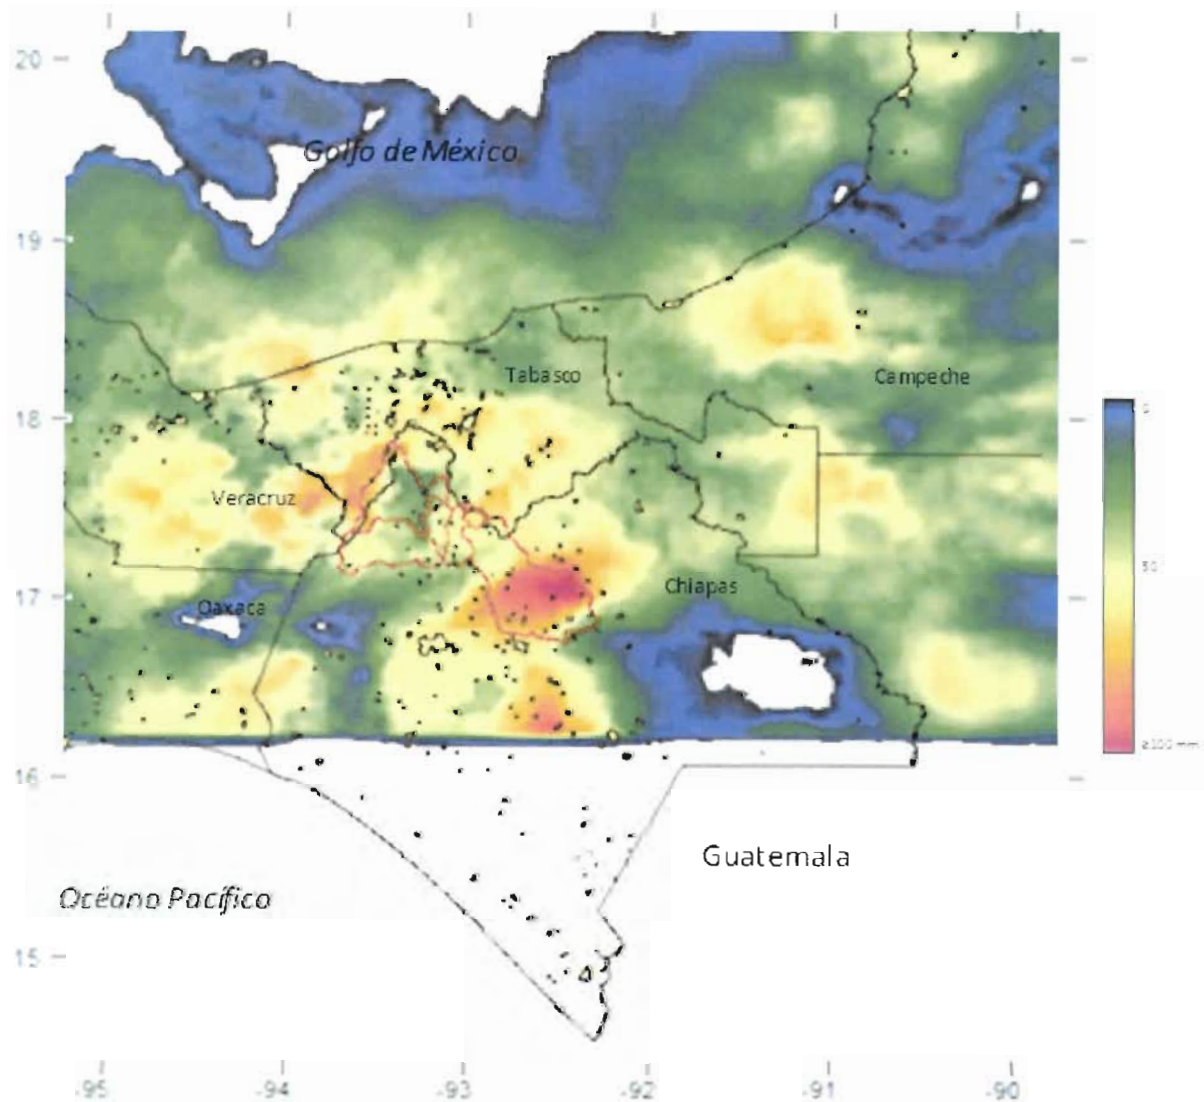 20
Golfo de México
19
Tabasco
Campeche
18
Veracruz
17
Oaxaca
Chiapas
16
Guatemala
Océano Pacífico
15
-95 -94 -93 -92 -91 -90